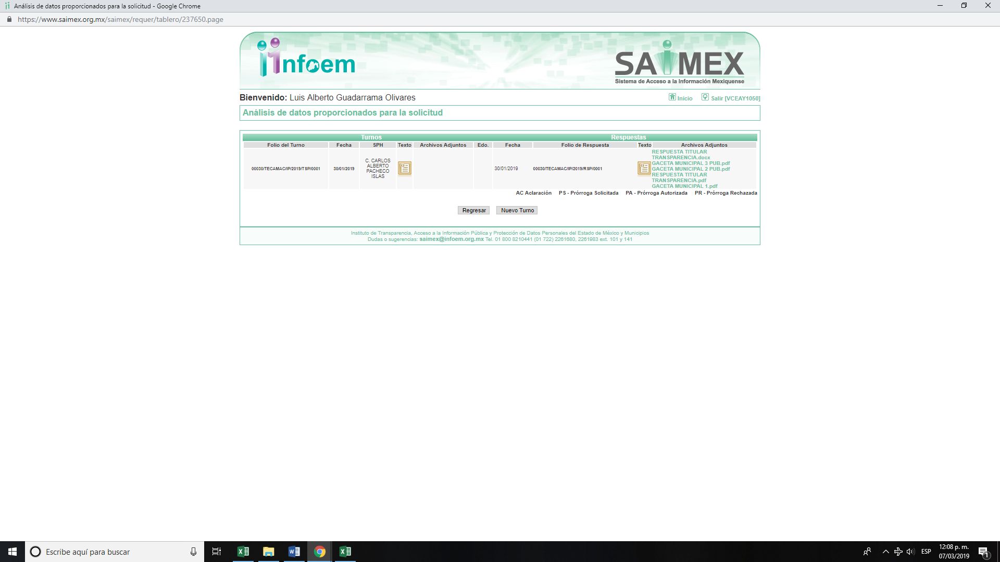 Análisis de datos proporcionados para la solicitud - Google Chrome
https://www.saimex.org.mx/saimex/requer/tablero/237650.page
infoem
SAIMEX
Sistema de Acceso a la Información Mexiquense
Bienvenido: Luis Alberto Guadarrama Olivares
Inicio Salir [VCEAY1050]
Análisis de datos proporcionados para la solicitud
Turnos Respuestas
Folio del Turno Fecha SPH Texto Archivos Adjuntos Edo. Fecha Folio de Respuesta Texto Archivos Adjuntos
00030/TECAMAC/IP/2019/TSP/0001 30/01/2019
C. CARLOS
ALBERTO
PACHECO
ISLAS
30/01/2019 00030/TECAMAC/IP/2019/RSP/0001
RESPUESTA TITULAR
TRANSPARENCIA.docx
GACETA MUNICIPAL 3 PUB.pdf
GACETA MUNICIPAL 2 PUB.pdf
RESPUESTA TITULAR
TRANSPARENCIA.pdf
GACETA MUNICIPAL 1.pdf
AC Aclaración PS - Prórroga Solicitada PA - Prórroga Autorizada PR - Prórroga Rechazada
Regresar Nuevo Turno
Instituto de Transparencia, Acceso a la Información Pública y Protección de Datos Personales del Estado de México y Municipios
Dudas o sugerencias: saimex@infoem.org.mx Tel. 01 800 8210441 (01 722) 2261680, 2261983 ext. 101 y 141
Escribe aquí para buscar
ESP
12:08 p. m.
07/03/2019
1